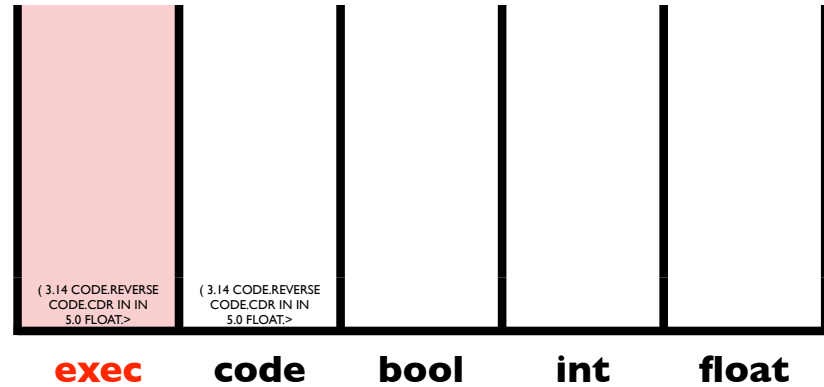 ( 3.14 CODE.REVERSE
CODE.CDR IN IN
5.0 FLOAT.>
( 3.14 CODE.REVERSE
CODE.CDR IN IN
5.0 FLOAT.>
exec code bool int float